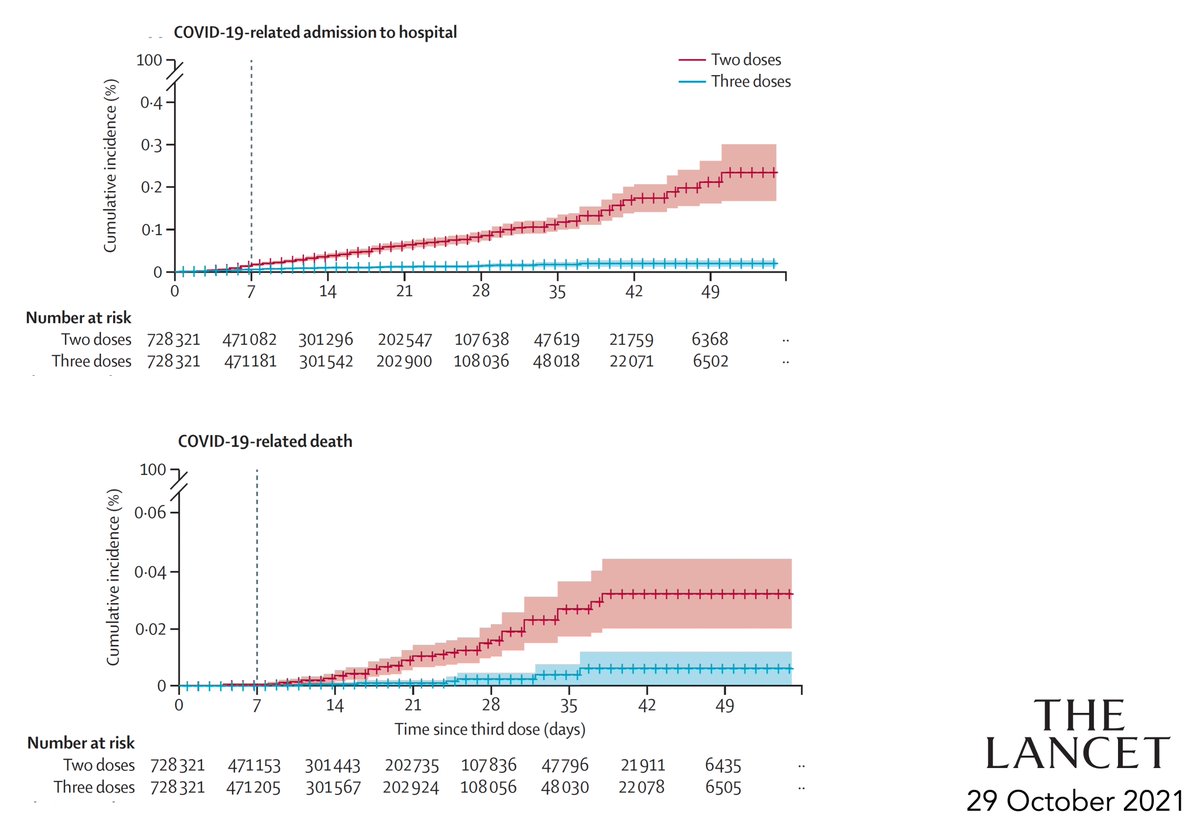 COVID-19-related admission to hospital
Two doses
Three doses
Cumulative incidence (%)
100
0·4
0·3
0·2
0·1
0
0 7 14 21 28 35 42 49
Number at risk
Two doses 728 321 471 082 301 296 202 547 107 638 47 619 21 759 6368 ··
Three doses 728 321 471 181 301 542 202 900 108 036 48 018 22 071 6502 ··
COVID-19-related death
Cumulative incidence (%)
100
0·06
0·04
0·02
0
0 7 14 21 28 35 42 49
Time since third dose (days)
Number at risk
Two doses 728 321 471 153 301 443 202 735 107 836 47 796 21 911 6435 ··
Three doses 728 321 471 205 301 567 202 924 108 056 48 030 22 078 6505 ··
THE
LANCET
29 October 2021